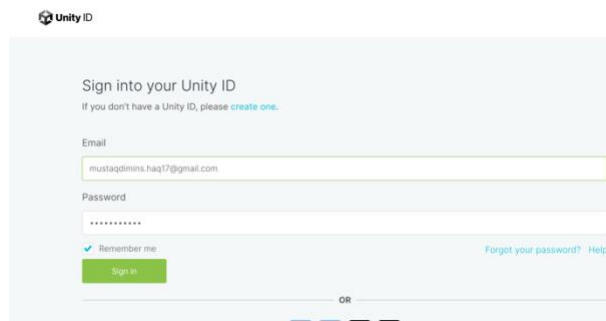 Unity ID
Sign into your Unity ID
If you don't have a Unity ID, please create one.
Email
mustaqdimins.haq17@gmail.com
Password
•••••••••••
Remember me
Forgot your password? Help
Sign in
OR